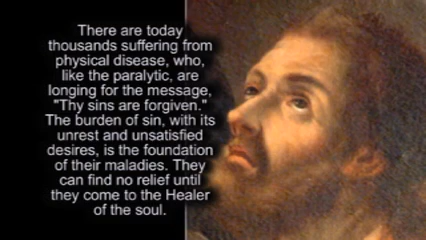 There are today
thousands suffering from
physical disease, who,
like the paralytic, are
longing for the message,
"Thy sins are forgiven."
The burden of sin, with its
unrest and unsatisfied
desires, is the foundation
of their maladies. They
can find no relief until
they come to the Healer
of the soul.